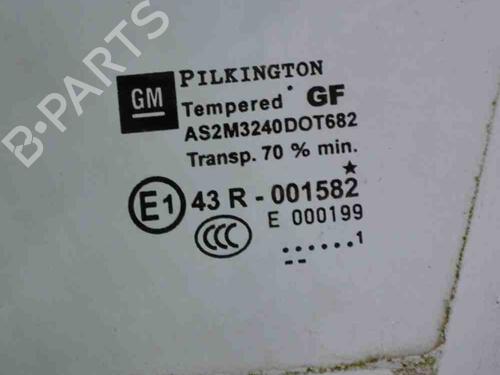 B-PARTS
GM
PILKINGTON
Tempered GF
AS2M3240DOT682
Transp. 70 % min.
E1 43 R - 001582
CCC E 000199
......1
--